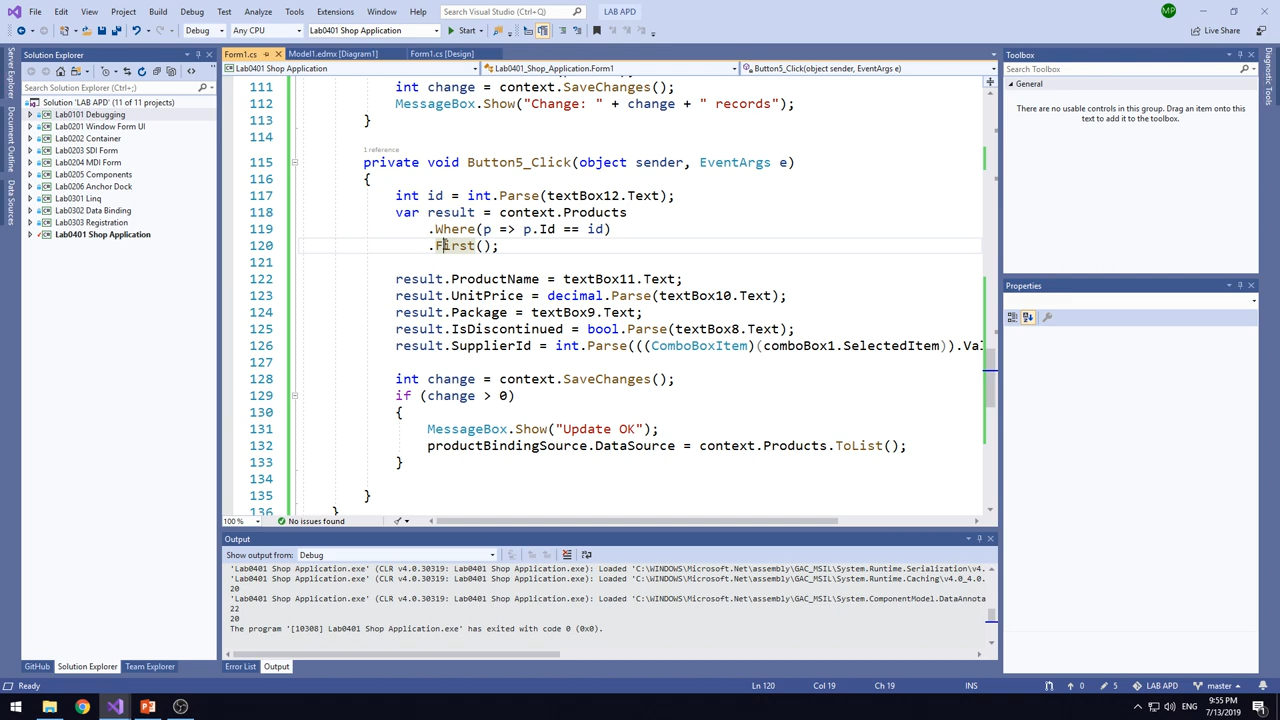 File Edit View Project Build Debug Test Analyze Tools Extensions Window Help Search Visual Studio (Ctrl+Q) LAB APD MP
Debug Any CPU Lab0401 Shop Application Start Live Share
Solution Explorer
Search Solution Explorer (Ctrl+;)
Solution 'LAB APD' (11 of 11 projects)
Lab0101 Debugging
Lab0201 Window Form UI
Lab0202 Container
Lab0203 SDI Form
Lab0204 MDI Form
Lab0205 Components
Lab0206 Anchor Dock
Lab0301 Linq
Lab0302 Data Binding
Lab0303 Registration
Lab0401 Shop Application
Server Explorer
Document Outline
Data Sources
Form1.cs Model1.edmx [Diagram1] Form1.cs [Design]
Lab0401 Shop Application Lab0401_Shop_Application.Form1 Button5_Click(object sender, EventArgs e)
111 int change = context.SaveChanges();
112 MessageBox.Show("Change: " + change + " records");
113 }
114
1 reference
115 private void Button5_Click(object sender, EventArgs e)
116 {
117 int id = int.Parse(textBox12.Text);
118 var result = context.Products
119 .Where(p => p.Id == id)
120 .First();
121
122 result.ProductName = textBox11.Text;
123 result.UnitPrice = decimal.Parse(textBox10.Text);
124 result.Package = textBox9.Text;
125 result.IsDiscontinued = bool.Parse(textBox8.Text);
126 result.SupplierId = int.Parse(((ComboBoxItem)(comboBox1.SelectedItem)).Val
127
128 int change = context.SaveChanges();
129 if (change > 0)
130 {
131 MessageBox.Show("Update OK");
132 productBindingSource.DataSource = context.Products.ToList();
133 }
134
135 }
136 }
100 % No issues found
Output
Show output from: Debug
'Lab0401 Shop Application.exe' (CLR v4.0.30319: Lab0401 Shop Application.exe): Loaded 'C:\WINDOWS\Microsoft.Net\assembly\GAC_MSIL\System.Runtime.Serialization\v4.
'Lab0401 Shop Application.exe' (CLR v4.0.30319: Lab0401 Shop Application.exe): Loaded 'C:\WINDOWS\Microsoft.Net\assembly\GAC_MSIL\System.Runtime.Caching\v4.0_4.0.
20
'Lab0401 Shop Application.exe' (CLR v4.0.30319: Lab0401 Shop Application.exe): Loaded 'C:\WINDOWS\Microsoft.Net\assembly\GAC_MSIL\System.ComponentModel.DataAnnota
22
20
The program '[10308] Lab0401 Shop Application.exe' has exited with code 0 (0x0).
Toolbox
Search Toolbox
General
There are no usable controls in this group. Drag an item onto this
text to add it to the toolbox.
Properties
Diagnostic Tools
GitHub Solution Explorer Team Explorer Error List Output
Ready Ln 120 Col 19 Ch 19 INS 0 5 LAB APD master
ENG 9:55 PM
7/13/2019